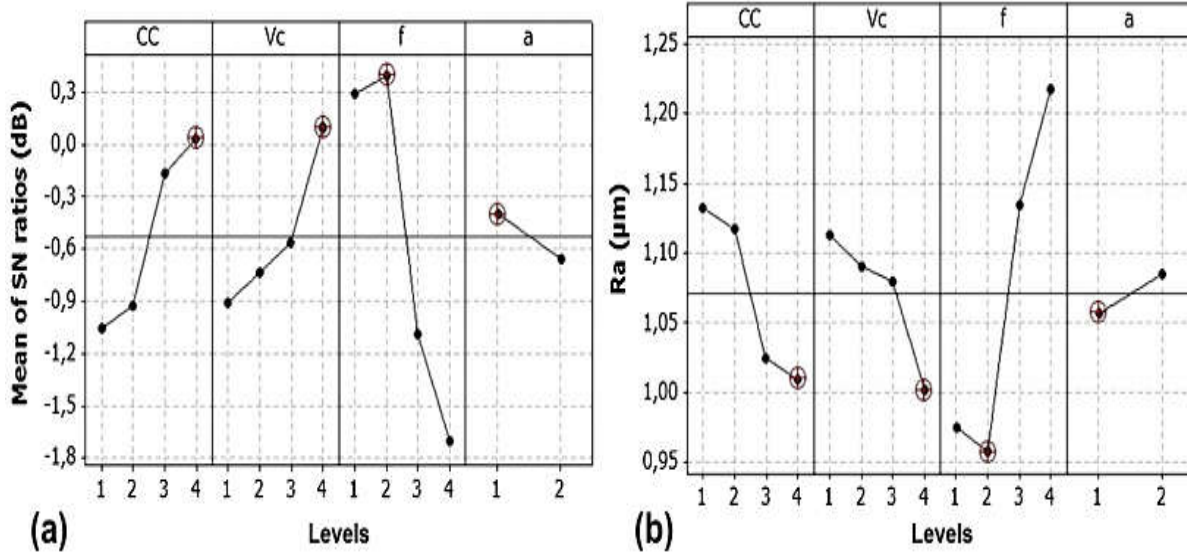 CC Vc f a
Mean of SN ratios (dB)
0,3
0,0
-0,3
-0,6
-0,9
-1,2
-1,5
-1,8
1 2 3 4 1 2 3 4 1 2 3 4 1 2
Levels
(a)
CC Vc f a
Ra (µm)
1,25
1,20
1,15
1,10
1,05
1,00
0,95
1 2 3 4 1 2 3 4 1 2 3 4 1 2
Levels
(b)